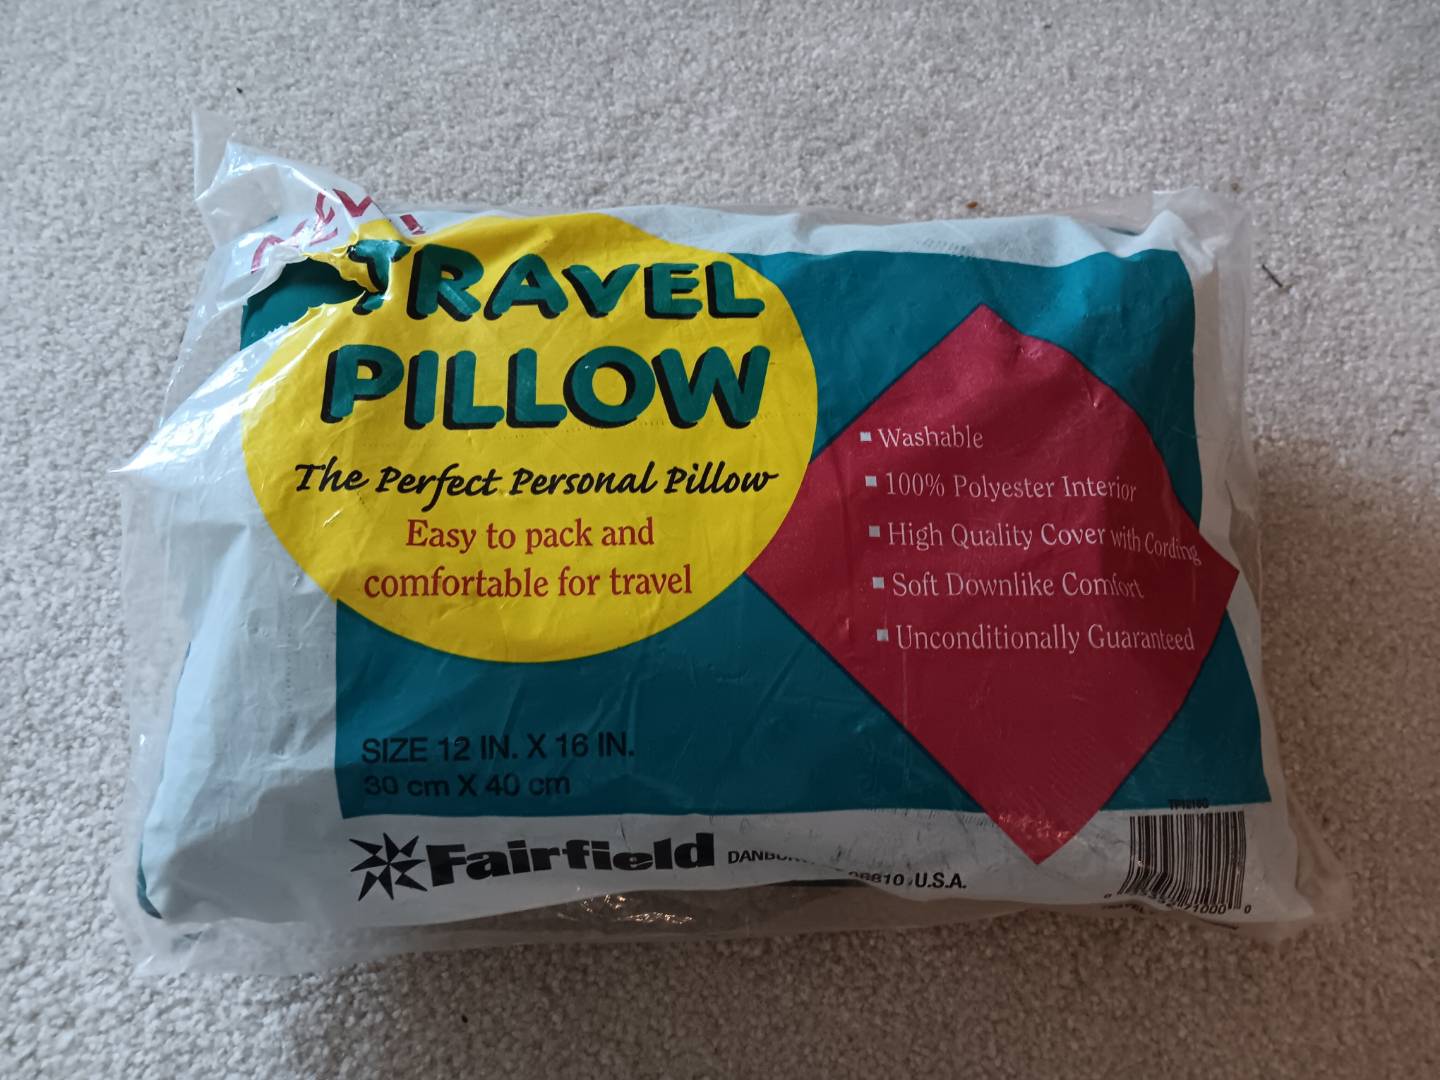 NEW!
TRAVEL
PILLOW
The Perfect Personal Pillow
Easy to pack and
comfortable for travel
Washable
100% Polyester Interior
High Quality Cover with Cording
Soft Downlike Comfort
Unconditionally Guaranteed
SIZE 12 IN. X 16 IN.
30 cm X 40 cm
Fairfield
U.S.A.